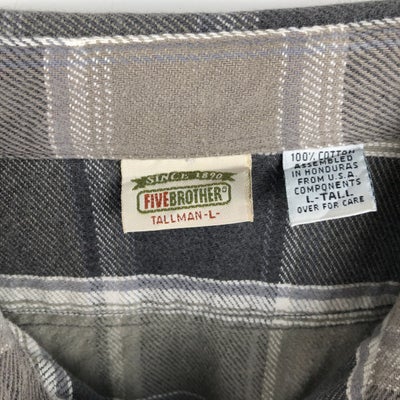 SINCE 1890
FIVEBROTHER®
TALLMAN-L-
100% COTTON
ASSEMBLED
IN HONDURAS
FROM U.S.A.
COMPONENTS
L-TALL
OVER FOR CARE